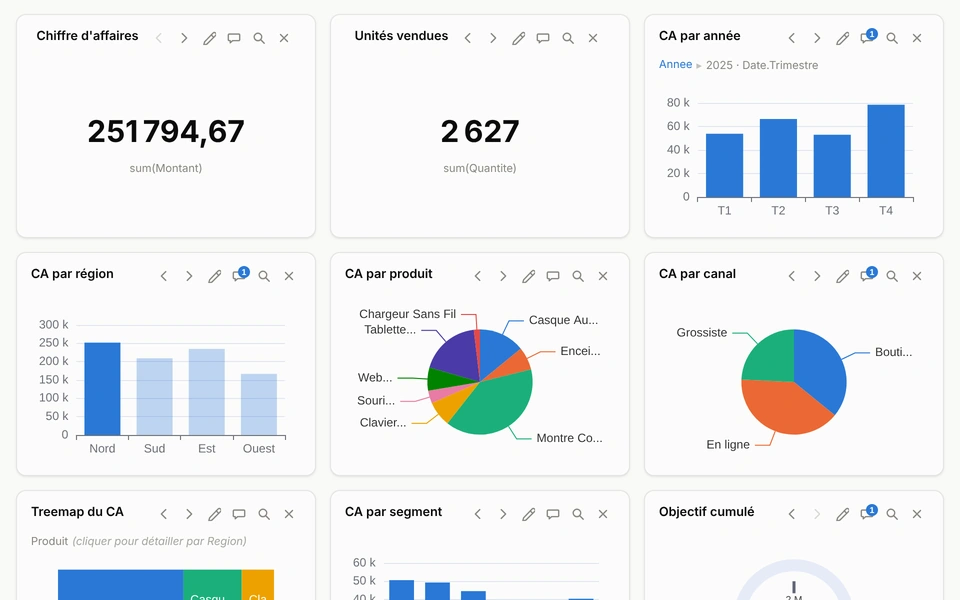 Chiffre d'affaires
251 794,67
sum(Montant)
Unités vendues
2 627
sum(Quantite)
CA par année
1
Annee ▸ 2025 · Date.Trimestre
80 k
60 k
40 k
20 k
0
T1 T2 T3 T4
CA par région
1
300 k
250 k
200 k
150 k
100 k
50 k
0
Nord Sud Est Ouest
CA par produit
Chargeur Sans Fil
Tablette...
Casque Au...
Encei...
Web...
Souri...
Clavier...
Montre Co...
CA par canal
1
Grossiste
Bouti...
En ligne
Treemap du CA
Produit (cliquer pour détailler par Region)
CA par segment
60 k
50 k
40 k
Objectif cumulé
1